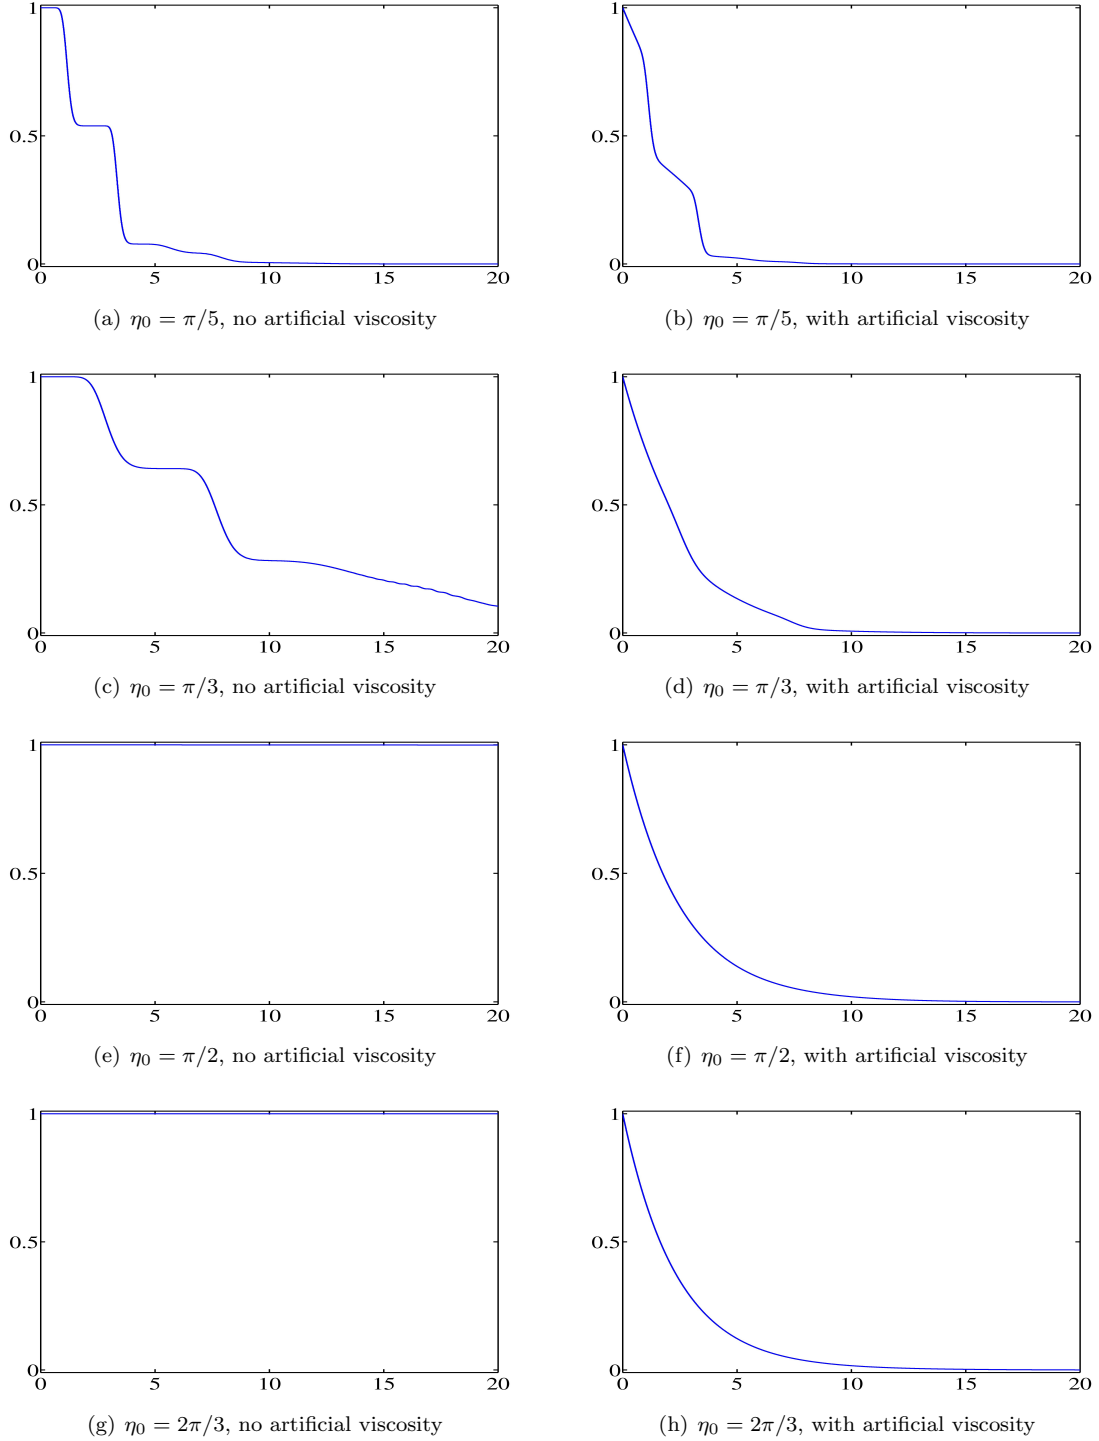 1 1
0.5 0.5
0 0
0 5 10 15 20 0 5 10 15 20
(a) η₀ = π/5, no artificial viscosity (b) η₀ = π/5, with artificial viscosity
1 1
0.5 0.5
0 0
0 5 10 15 20 0 5 10 15 20
(c) η₀ = π/3, no artificial viscosity (d) η₀ = π/3, with artificial viscosity
1 1
0.5 0.5
0 0
0 5 10 15 20 0 5 10 15 20
(e) η₀ = π/2, no artificial viscosity (f) η₀ = π/2, with artificial viscosity
1 1
0.5 0.5
0 0
0 5 10 15 20 0 5 10 15 20
(g) η₀ = 2π/3, no artificial viscosity (h) η₀ = 2π/3, with artificial viscosity